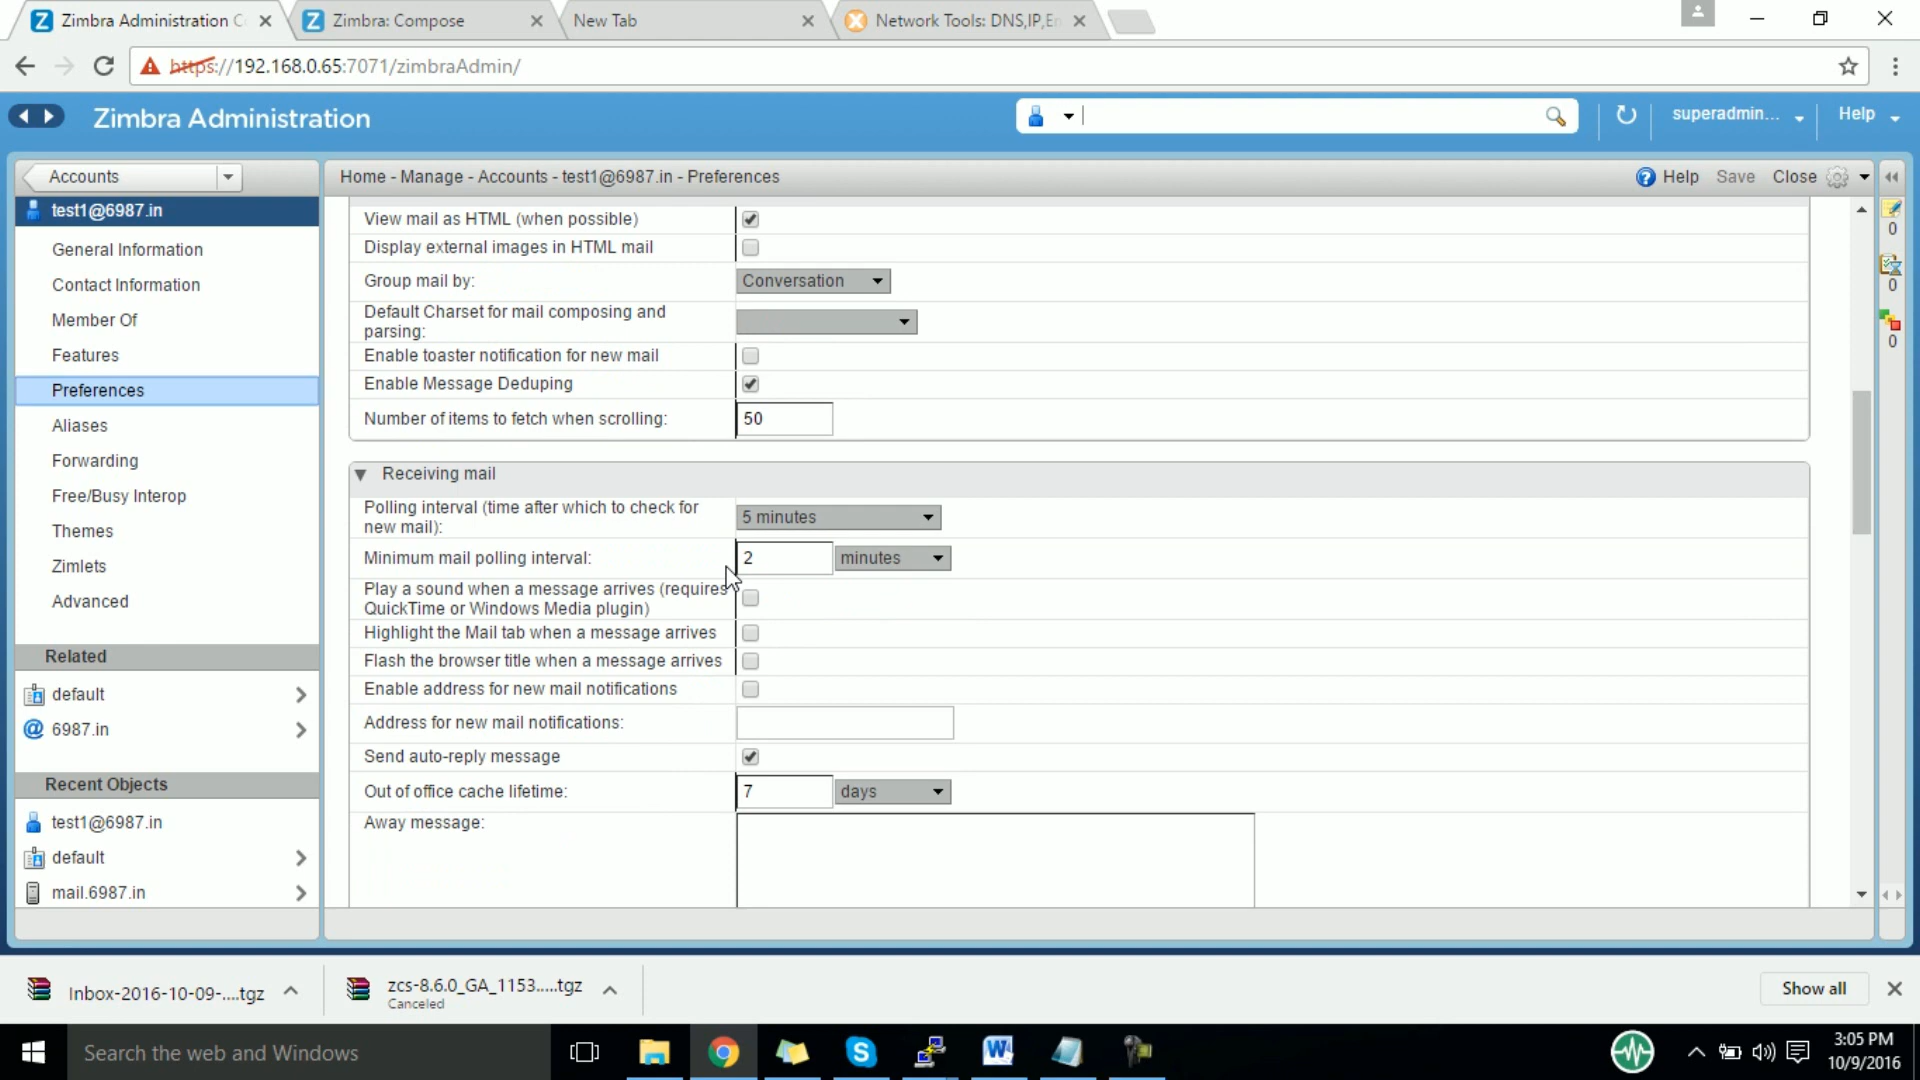 Zimbra Administration C
Zimbra: Compose
New Tab
Network Tools: DNS,IP,En
https://192.168.0.65:7071/zimbraAdmin/
Zimbra Administration
superadmin...
Help
Accounts
Home - Manage - Accounts - test1@6987.in - Preferences
Help
Save
Close
test1@6987.in
General Information
Contact Information
Member Of
Features
Preferences
Aliases
Forwarding
Free/Busy Interop
Themes
Zimlets
Advanced
Related
default
6987.in
Recent Objects
test1@6987.in
default
mail.6987.in
View mail as HTML (when possible)
Display external images in HTML mail
Group mail by:
Conversation
Default Charset for mail composing and
parsing:
Enable toaster notification for new mail
Enable Message Deduping
Number of items to fetch when scrolling:
50
Receiving mail
Polling interval (time after which to check for
new mail):
5 minutes
Minimum mail polling interval:
2
minutes
Play a sound when a message arrives (requires
QuickTime or Windows Media plugin)
Highlight the Mail tab when a message arrives
Flash the browser title when a message arrives
Enable address for new mail notifications
Address for new mail notifications:
Send auto-reply message
Out of office cache lifetime:
7
days
Away message:
0
0
0
Inbox-2016-10-09-....tgz
zcs-8.6.0_GA_1153.....tgz
Canceled
Show all
Search the web and Windows
3:05 PM
10/9/2016